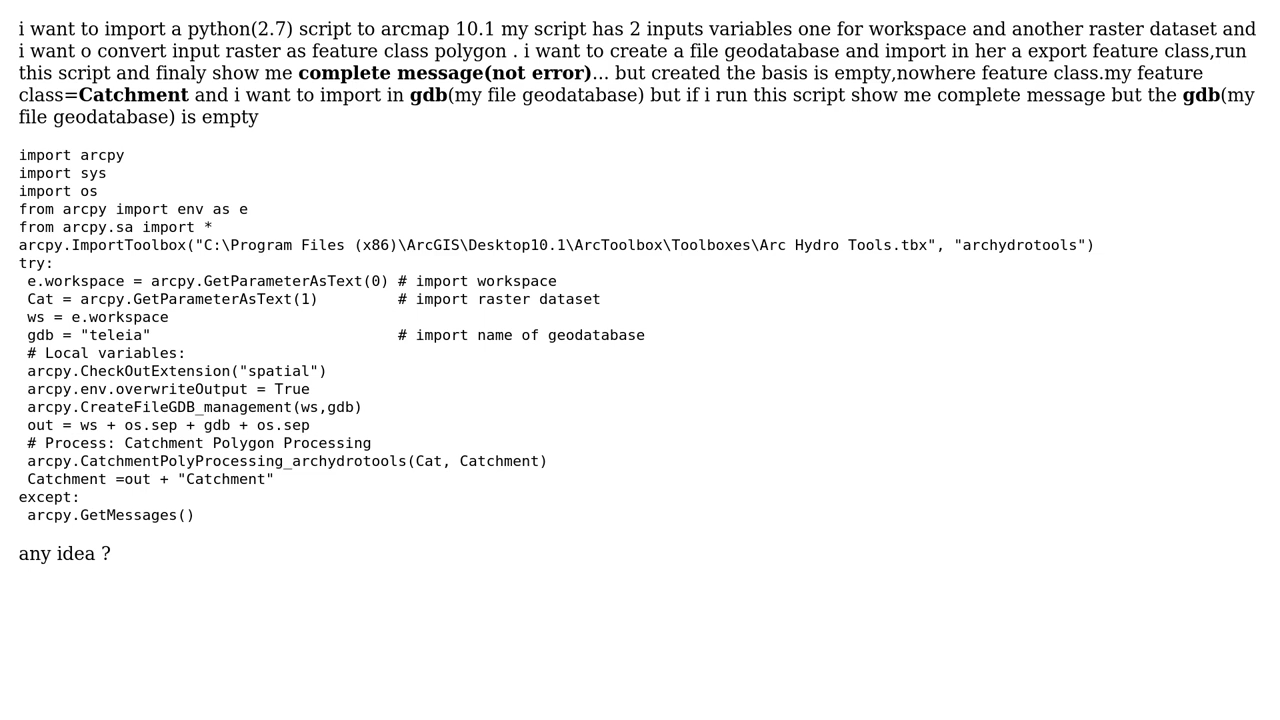 i want to import a python(2.7) script to arcmap 10.1 my script has 2 inputs variables one for workspace and another raster dataset and
i want o convert input raster as feature class polygon . i want to create a file geodatabase and import in her a export feature class,run
this script and finaly show me complete message(not error)... but created the basis is empty,nowhere feature class.my feature
class=Catchment and i want to import in gdb(my file geodatabase) but if i run this script show me complete message but the gdb(my
file geodatabase) is empty
import arcpy
import sys
import os
from arcpy import env as e
from arcpy.sa import *
arcpy.ImportToolbox("C:\Program Files (x86)\ArcGIS\Desktop10.1\ArcToolbox\Toolboxes\Arc Hydro Tools.tbx", "archydrotools")
try:
 e.workspace = arcpy.GetParameterAsText(0) # import workspace
 Cat = arcpy.GetParameterAsText(1)         # import raster dataset
 ws = e.workspace
 gdb = "teleia"                            # import name of geodatabase
 # Local variables:
 arcpy.CheckOutExtension("spatial")
 arcpy.env.overwriteOutput = True
 arcpy.CreateFileGDB_management(ws,gdb)
 out = ws + os.sep + gdb + os.sep
 # Process: Catchment Polygon Processing
 arcpy.CatchmentPolyProcessing_archydrotools(Cat, Catchment)
 Catchment =out + "Catchment"
except:
 arcpy.GetMessages()
any idea ?